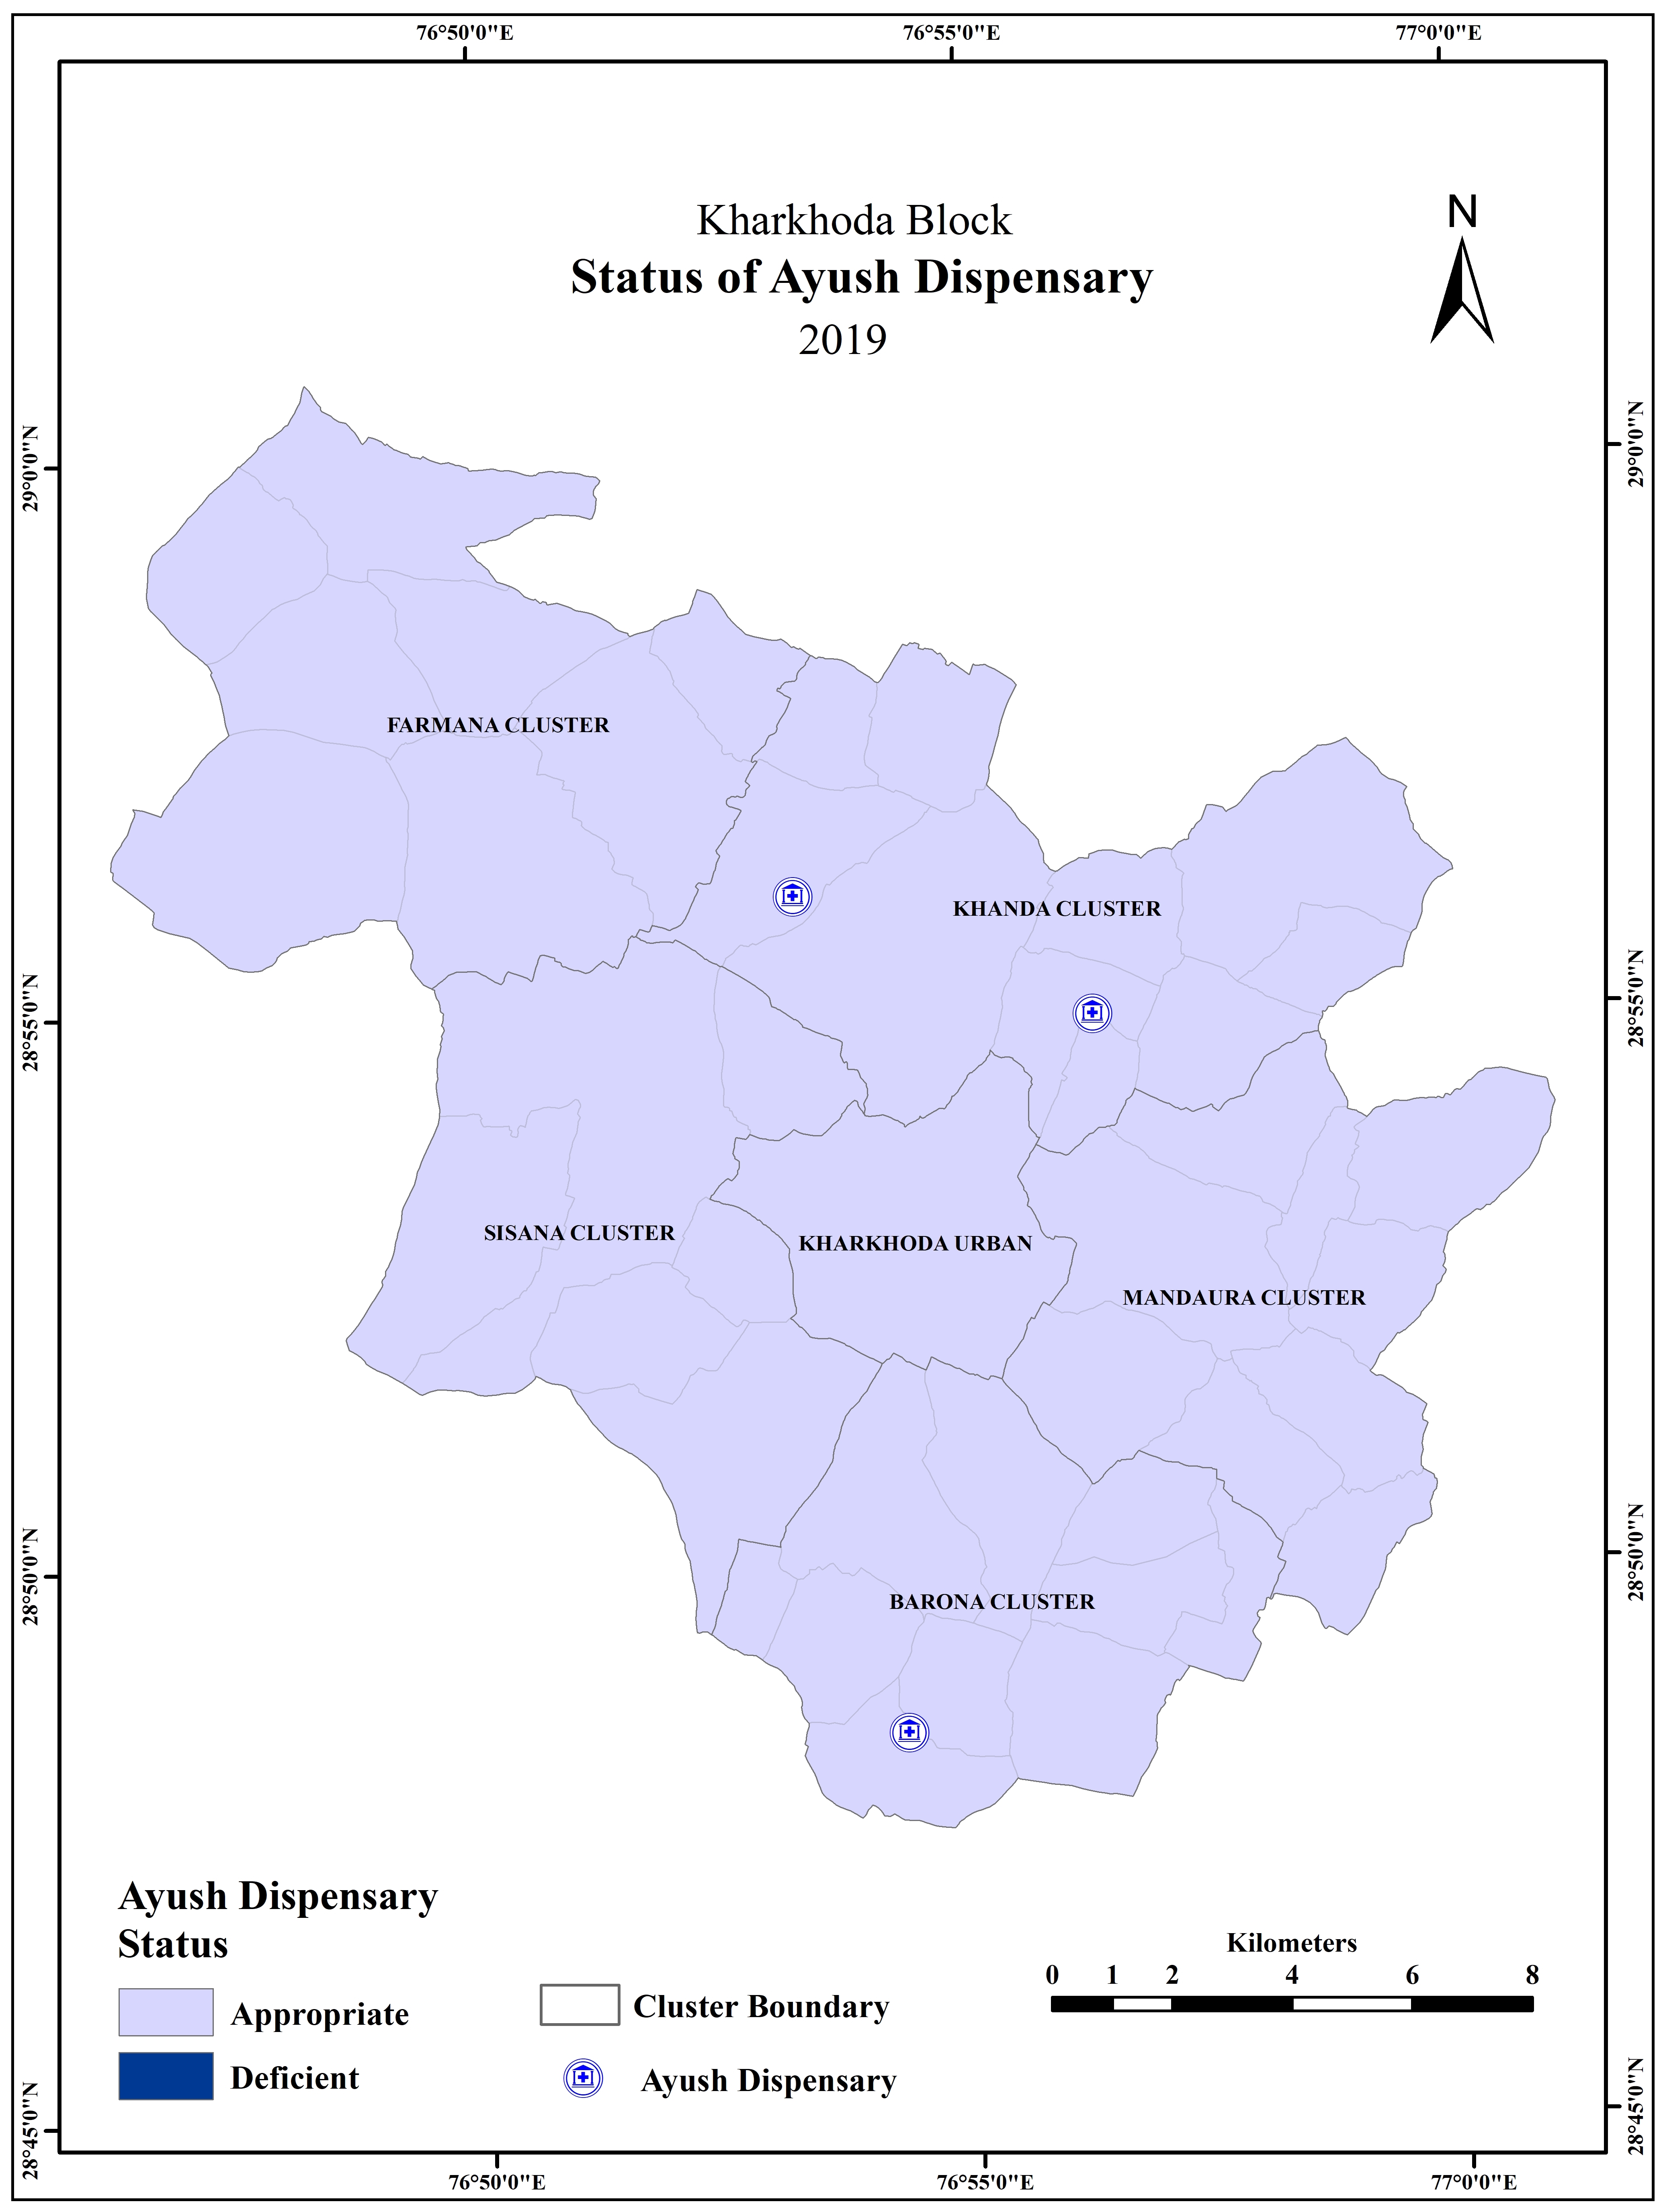 76°50'0"E 76°55'0"E 77°0'0"E
Kharkhoda Block
Status of Ayush Dispensary
2019
N
29°0'0"N
29°0'0"N
FARMANA CLUSTER
KHANDA CLUSTER
28°55'0"N
28°55'0"N
SISANA CLUSTER
KHARKHODA URBAN
MANDAURA CLUSTER
28°50'0"N
28°50'0"N
BARONA CLUSTER
Ayush Dispensary
Status
Appropriate
Deficient
Cluster Boundary
Ayush Dispensary
Kilometers
0 1 2 4 6 8
28°45'0"N
28°45'0"N
76°50'0"E 76°55'0"E 77°0'0"E